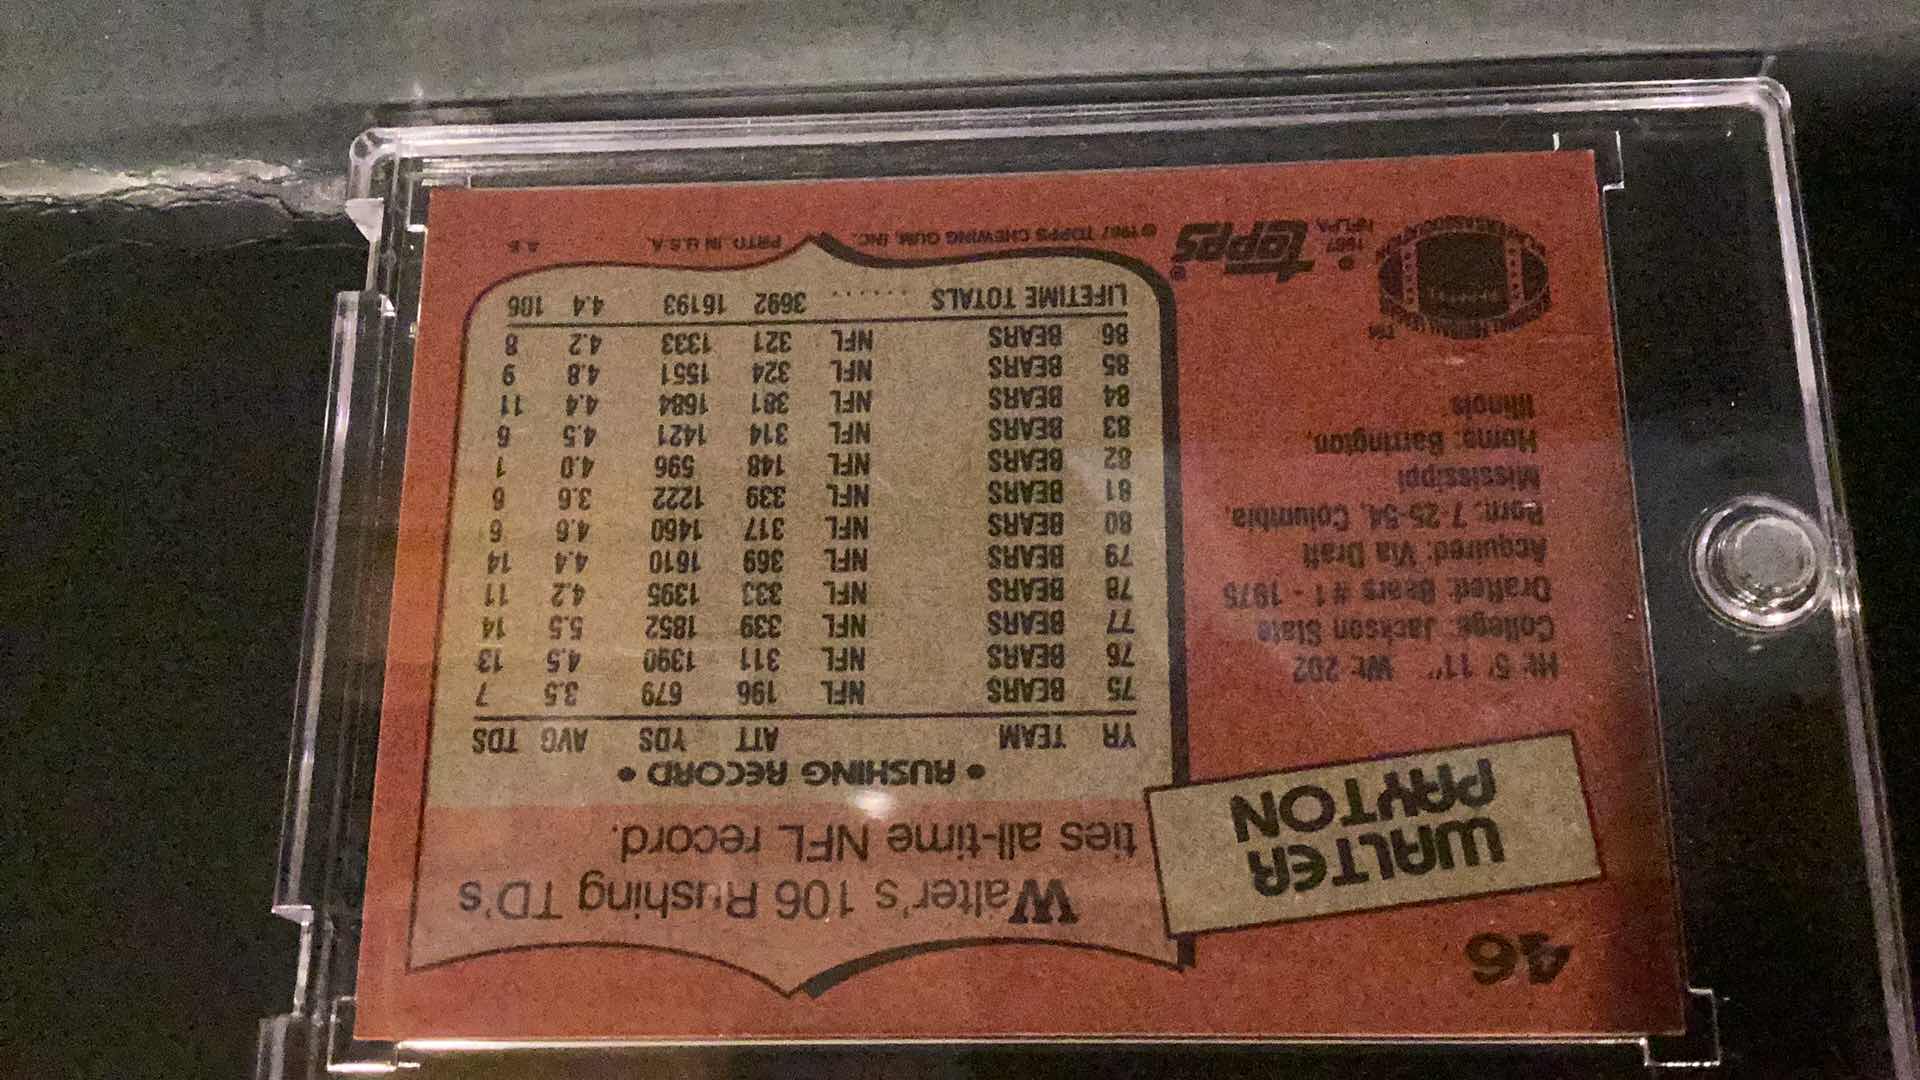 46
WALTER
PAYTON
Ht: 5' 11" Wt: 202
College: Jackson State
Drafted: Bears #1 - 1975
Acquired: Via Draft
Born: 7-25-54, Columbia,
Mississippi
Home: Barrington,
Illinois
TM
1987
NFLPA
topps®
Walter's 106 Rushing TD's
ties all-time NFL record.
• RUSHING RECORD •
YR TEAM ATT YDS AVG TDS
75 BEARS NFL 196 679 3.5 7
76 BEARS NFL 311 1390 4.5 13
77 BEARS NFL 339 1852 5.5 14
78 BEARS NFL 333 1395 4.2 11
79 BEARS NFL 369 1610 4.4 14
80 BEARS NFL 317 1460 4.6 6
81 BEARS NFL 339 1222 3.6 6
82 BEARS NFL 148 596 4.0 1
83 BEARS NFL 314 1421 4.5 6
84 BEARS NFL 381 1684 4.4 11
85 BEARS NFL 324 1551 4.8 9
86 BEARS NFL 321 1333 4.2 8
LIFETIME TOTALS ...... 3692 16193 4.4 106
© 1987 TOPPS CHEWING GUM, INC. PRTD. IN U.S.A.